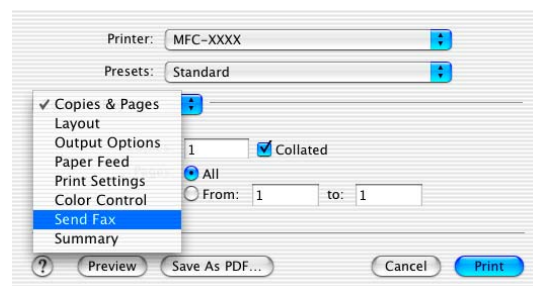 Printer: MFC-XXXX
Presets: Standard
✓ Copies & Pages
Layout
Output Options
1 Collated
Paper Feed
All
Print Settings
From: 1 to: 1
Color Control
Send Fax
Summary
? Preview Save As PDF... Cancel Print